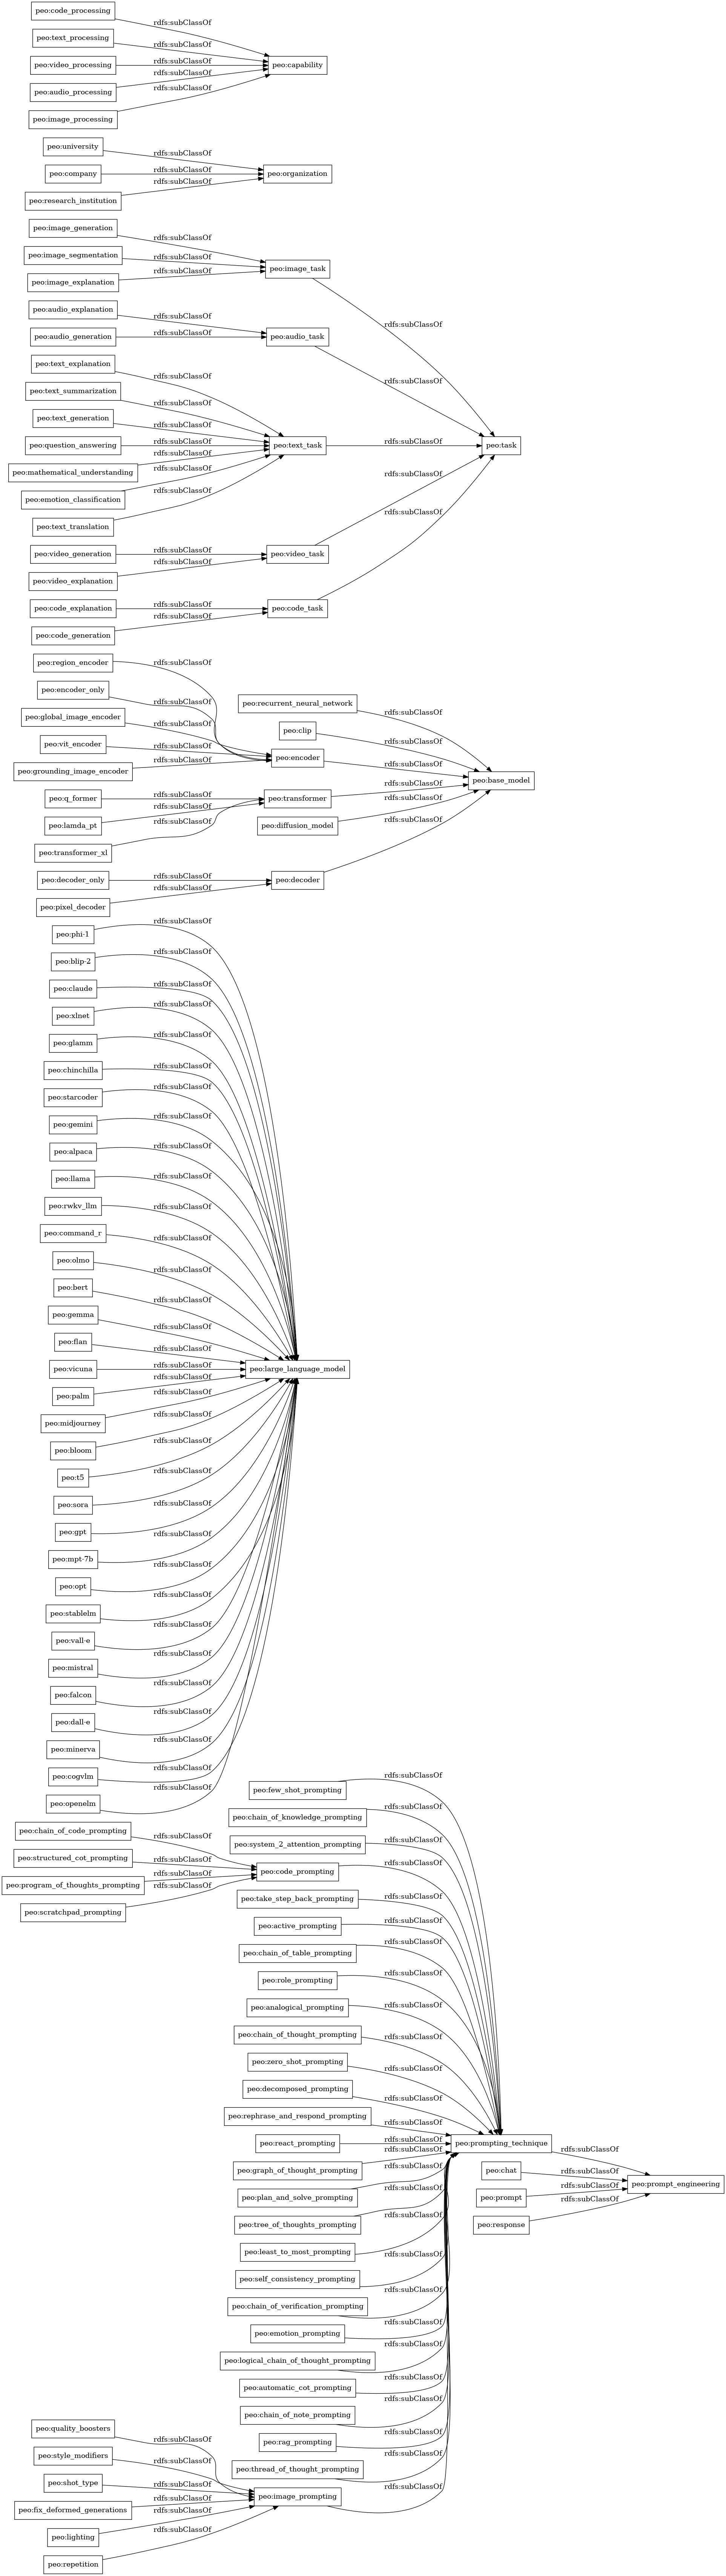 peo:code_processing
rdfs:subClassOf
peo:text_processing
rdfs:subClassOf
peo:video_processing
rdfs:subClassOf
peo:capability
peo:audio_processing
rdfs:subClassOf
peo:image_processing
rdfs:subClassOf
peo:university
rdfs:subClassOf
peo:company
rdfs:subClassOf
peo:organization
peo:research_institution
rdfs:subClassOf
peo:image_generation
rdfs:subClassOf
peo:image_segmentation
rdfs:subClassOf
peo:image_task
peo:image_explanation
rdfs:subClassOf
rdfs:subClassOf
peo:audio_explanation
rdfs:subClassOf
peo:audio_generation
rdfs:subClassOf
peo:audio_task
rdfs:subClassOf
peo:text_explanation
rdfs:subClassOf
peo:text_summarization
rdfs:subClassOf
peo:text_generation
rdfs:subClassOf
peo:question_answering
rdfs:subClassOf
peo:text_task
rdfs:subClassOf
peo:task
peo:mathematical_understanding
rdfs:subClassOf
peo:emotion_classification
rdfs:subClassOf
peo:text_translation
rdfs:subClassOf
peo:video_generation
rdfs:subClassOf
peo:video_task
rdfs:subClassOf
peo:video_explanation
rdfs:subClassOf
peo:code_explanation
rdfs:subClassOf
peo:code_task
rdfs:subClassOf
peo:code_generation
rdfs:subClassOf
peo:region_encoder
rdfs:subClassOf
peo:encoder_only
rdfs:subClassOf
peo:recurrent_neural_network
rdfs:subClassOf
peo:global_image_encoder
rdfs:subClassOf
peo:clip
rdfs:subClassOf
peo:vit_encoder
rdfs:subClassOf
peo:encoder
rdfs:subClassOf
peo:grounding_image_encoder
rdfs:subClassOf
peo:base_model
peo:q_former
rdfs:subClassOf
peo:transformer
rdfs:subClassOf
peo:lamda_pt
rdfs:subClassOf
peo:diffusion_model
rdfs:subClassOf
peo:transformer_xl
rdfs:subClassOf
peo:decoder_only
rdfs:subClassOf
peo:decoder
rdfs:subClassOf
peo:pixel_decoder
rdfs:subClassOf
peo:phi-1
rdfs:subClassOf
peo:blip-2
rdfs:subClassOf
peo:claude
rdfs:subClassOf
peo:xlnet
rdfs:subClassOf
peo:glamm
rdfs:subClassOf
peo:chinchilla
rdfs:subClassOf
peo:starcoder
rdfs:subClassOf
peo:gemini
rdfs:subClassOf
peo:alpaca
rdfs:subClassOf
peo:llama
rdfs:subClassOf
peo:rwkv_llm
rdfs:subClassOf
peo:command_r
rdfs:subClassOf
peo:olmo
rdfs:subClassOf
peo:bert
rdfs:subClassOf
peo:gemma
rdfs:subClassOf
peo:flan
rdfs:subClassOf
peo:vicuna
rdfs:subClassOf
peo:large_language_model
peo:palm
rdfs:subClassOf
peo:midjourney
rdfs:subClassOf
peo:bloom
rdfs:subClassOf
peo:t5
rdfs:subClassOf
peo:sora
rdfs:subClassOf
peo:gpt
rdfs:subClassOf
peo:mpt-7b
rdfs:subClassOf
peo:opt
rdfs:subClassOf
peo:stablelm
rdfs:subClassOf
peo:vall-e
rdfs:subClassOf
peo:mistral
rdfs:subClassOf
peo:falcon
rdfs:subClassOf
peo:dall-e
rdfs:subClassOf
peo:minerva
rdfs:subClassOf
peo:cogvlm
rdfs:subClassOf
peo:openelm
rdfs:subClassOf
peo:few_shot_prompting
rdfs:subClassOf
peo:chain_of_knowledge_prompting
rdfs:subClassOf
peo:chain_of_code_prompting
rdfs:subClassOf
peo:system_2_attention_prompting
rdfs:subClassOf
peo:structured_cot_prompting
rdfs:subClassOf
peo:code_prompting
rdfs:subClassOf
peo:program_of_thoughts_prompting
rdfs:subClassOf
peo:take_step_back_prompting
rdfs:subClassOf
peo:scratchpad_prompting
rdfs:subClassOf
peo:active_prompting
rdfs:subClassOf
peo:chain_of_table_prompting
rdfs:subClassOf
peo:role_prompting
rdfs:subClassOf
peo:analogical_prompting
rdfs:subClassOf
peo:chain_of_thought_prompting
rdfs:subClassOf
peo:zero_shot_prompting
rdfs:subClassOf
peo:decomposed_prompting
rdfs:subClassOf
peo:rephrase_and_respond_prompting
rdfs:subClassOf
peo:react_prompting
rdfs:subClassOf
peo:prompting_technique
rdfs:subClassOf
peo:graph_of_thought_prompting
rdfs:subClassOf
peo:chat
rdfs:subClassOf
peo:prompt_engineering
peo:plan_and_solve_prompting
rdfs:subClassOf
peo:prompt
rdfs:subClassOf
peo:tree_of_thoughts_prompting
rdfs:subClassOf
peo:response
rdfs:subClassOf
peo:least_to_most_prompting
rdfs:subClassOf
peo:self_consistency_prompting
rdfs:subClassOf
peo:chain_of_verification_prompting
rdfs:subClassOf
peo:emotion_prompting
rdfs:subClassOf
peo:logical_chain_of_thought_prompting
rdfs:subClassOf
peo:automatic_cot_prompting
rdfs:subClassOf
peo:chain_of_note_prompting
rdfs:subClassOf
peo:rag_prompting
rdfs:subClassOf
peo:thread_of_thought_prompting
rdfs:subClassOf
peo:quality_boosters
rdfs:subClassOf
peo:style_modifiers
rdfs:subClassOf
peo:shot_type
rdfs:subClassOf
peo:image_prompting
rdfs:subClassOf
peo:fix_deformed_generations
rdfs:subClassOf
peo:lighting
rdfs:subClassOf
peo:repetition
rdfs:subClassOf